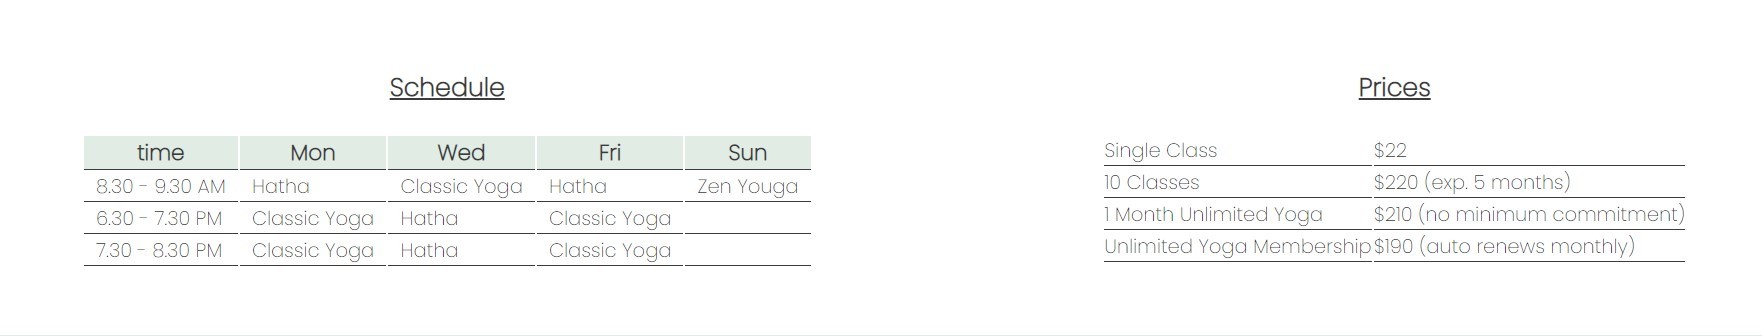 Schedule
time Mon Wed Fri Sun
8.30 - 9.30 AM Hatha Classic Yoga Hatha Zen Youga
6.30 - 7.30 PM Classic Yoga Hatha Classic Yoga
7.30 - 8.30 PM Classic Yoga Hatha Classic Yoga
Prices
Single Class $22
10 Classes $220 (exp. 5 months)
1 Month Unlimited Yoga $210 (no minimum commitment)
Unlimited Yoga Membership $190 (auto renews monthly)